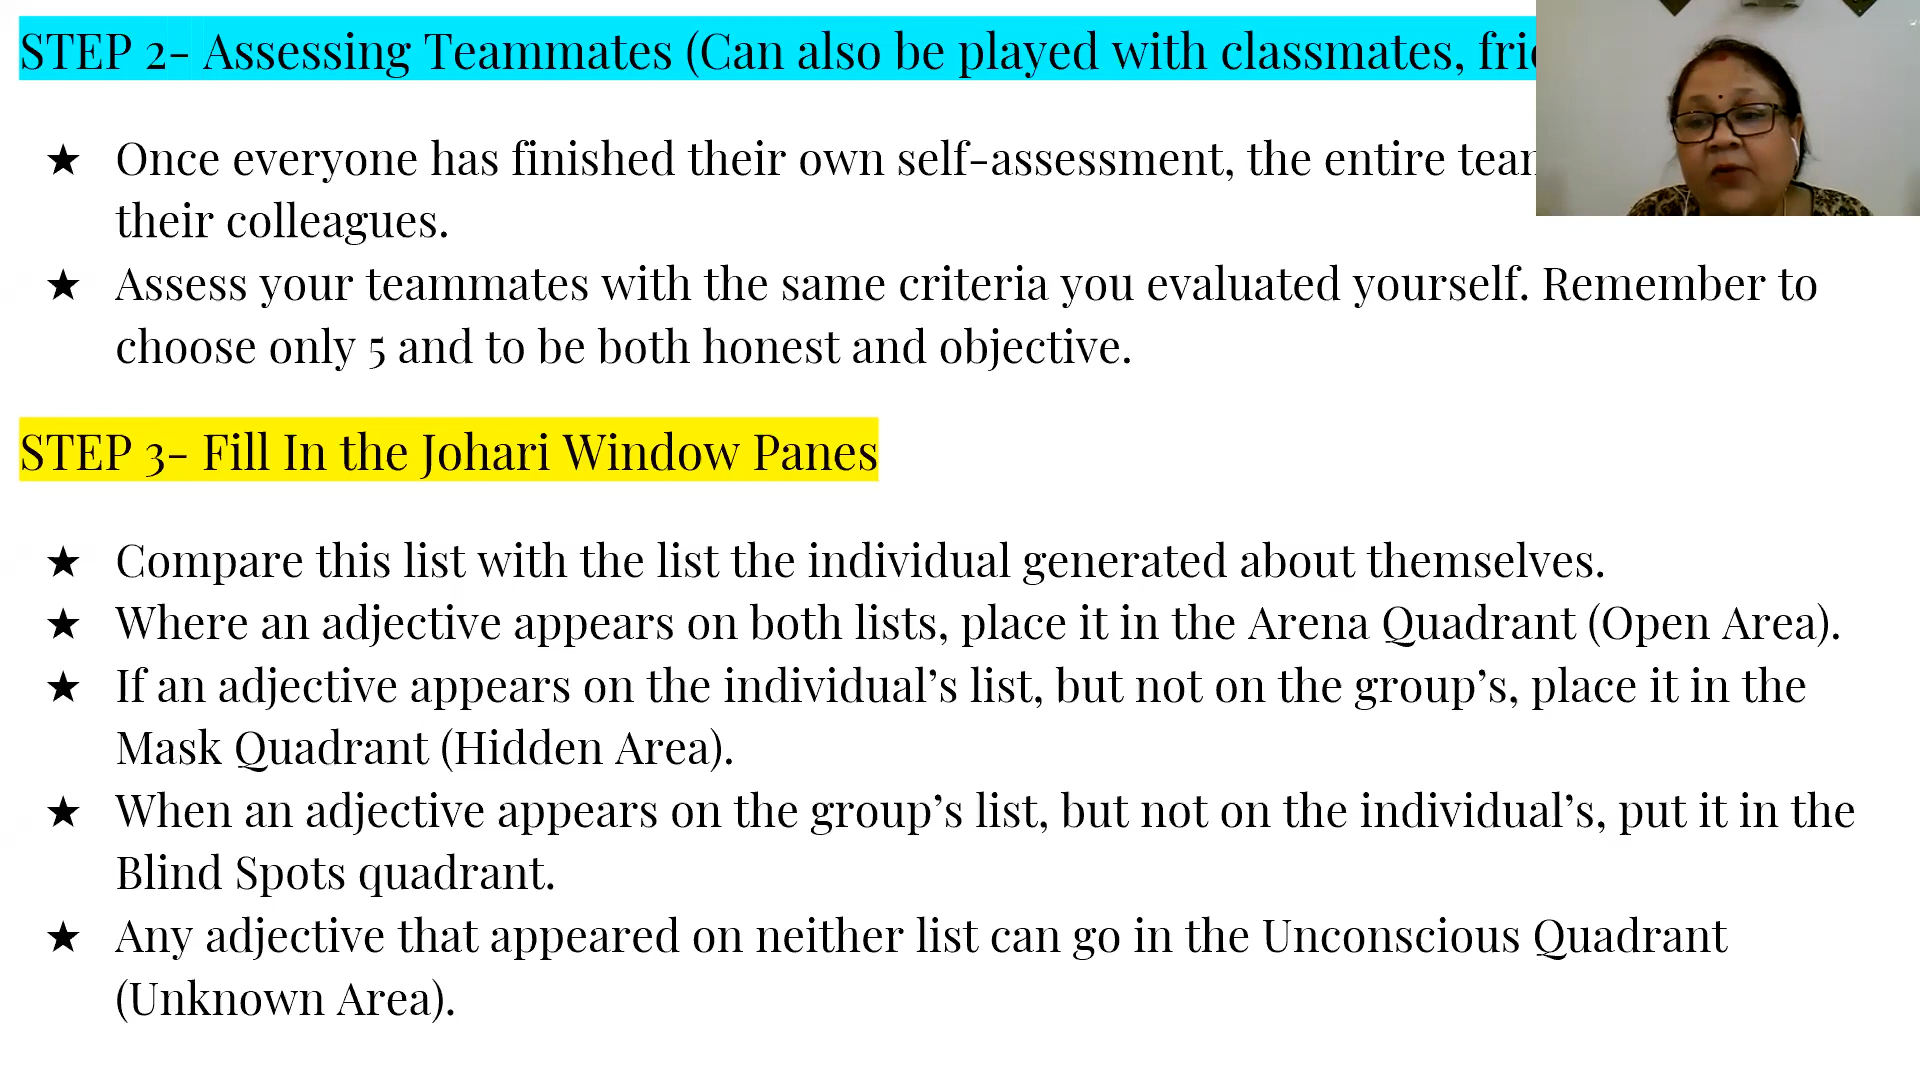 STEP 2- Assessing Teammates (Can also be played with classmates,
★ Once everyone has finished their own self-assessment, the entire
their colleagues.
★ Assess your teammates with the same criteria you evaluated yourself. Remember to
choose only 5 and to be both honest and objective.
STEP 3- Fill In the Johari Window Panes
★ Compare this list with the list the individual generated about themselves.
★ Where an adjective appears on both lists, place it in the Arena Quadrant (Open Area).
★ If an adjective appears on the individual’s list, but not on the group’s, place it in the
Mask Quadrant (Hidden Area).
★ When an adjective appears on the group’s list, but not on the individual’s, put it in the
Blind Spots quadrant.
★ Any adjective that appeared on neither list can go in the Unconscious Quadrant
(Unknown Area).